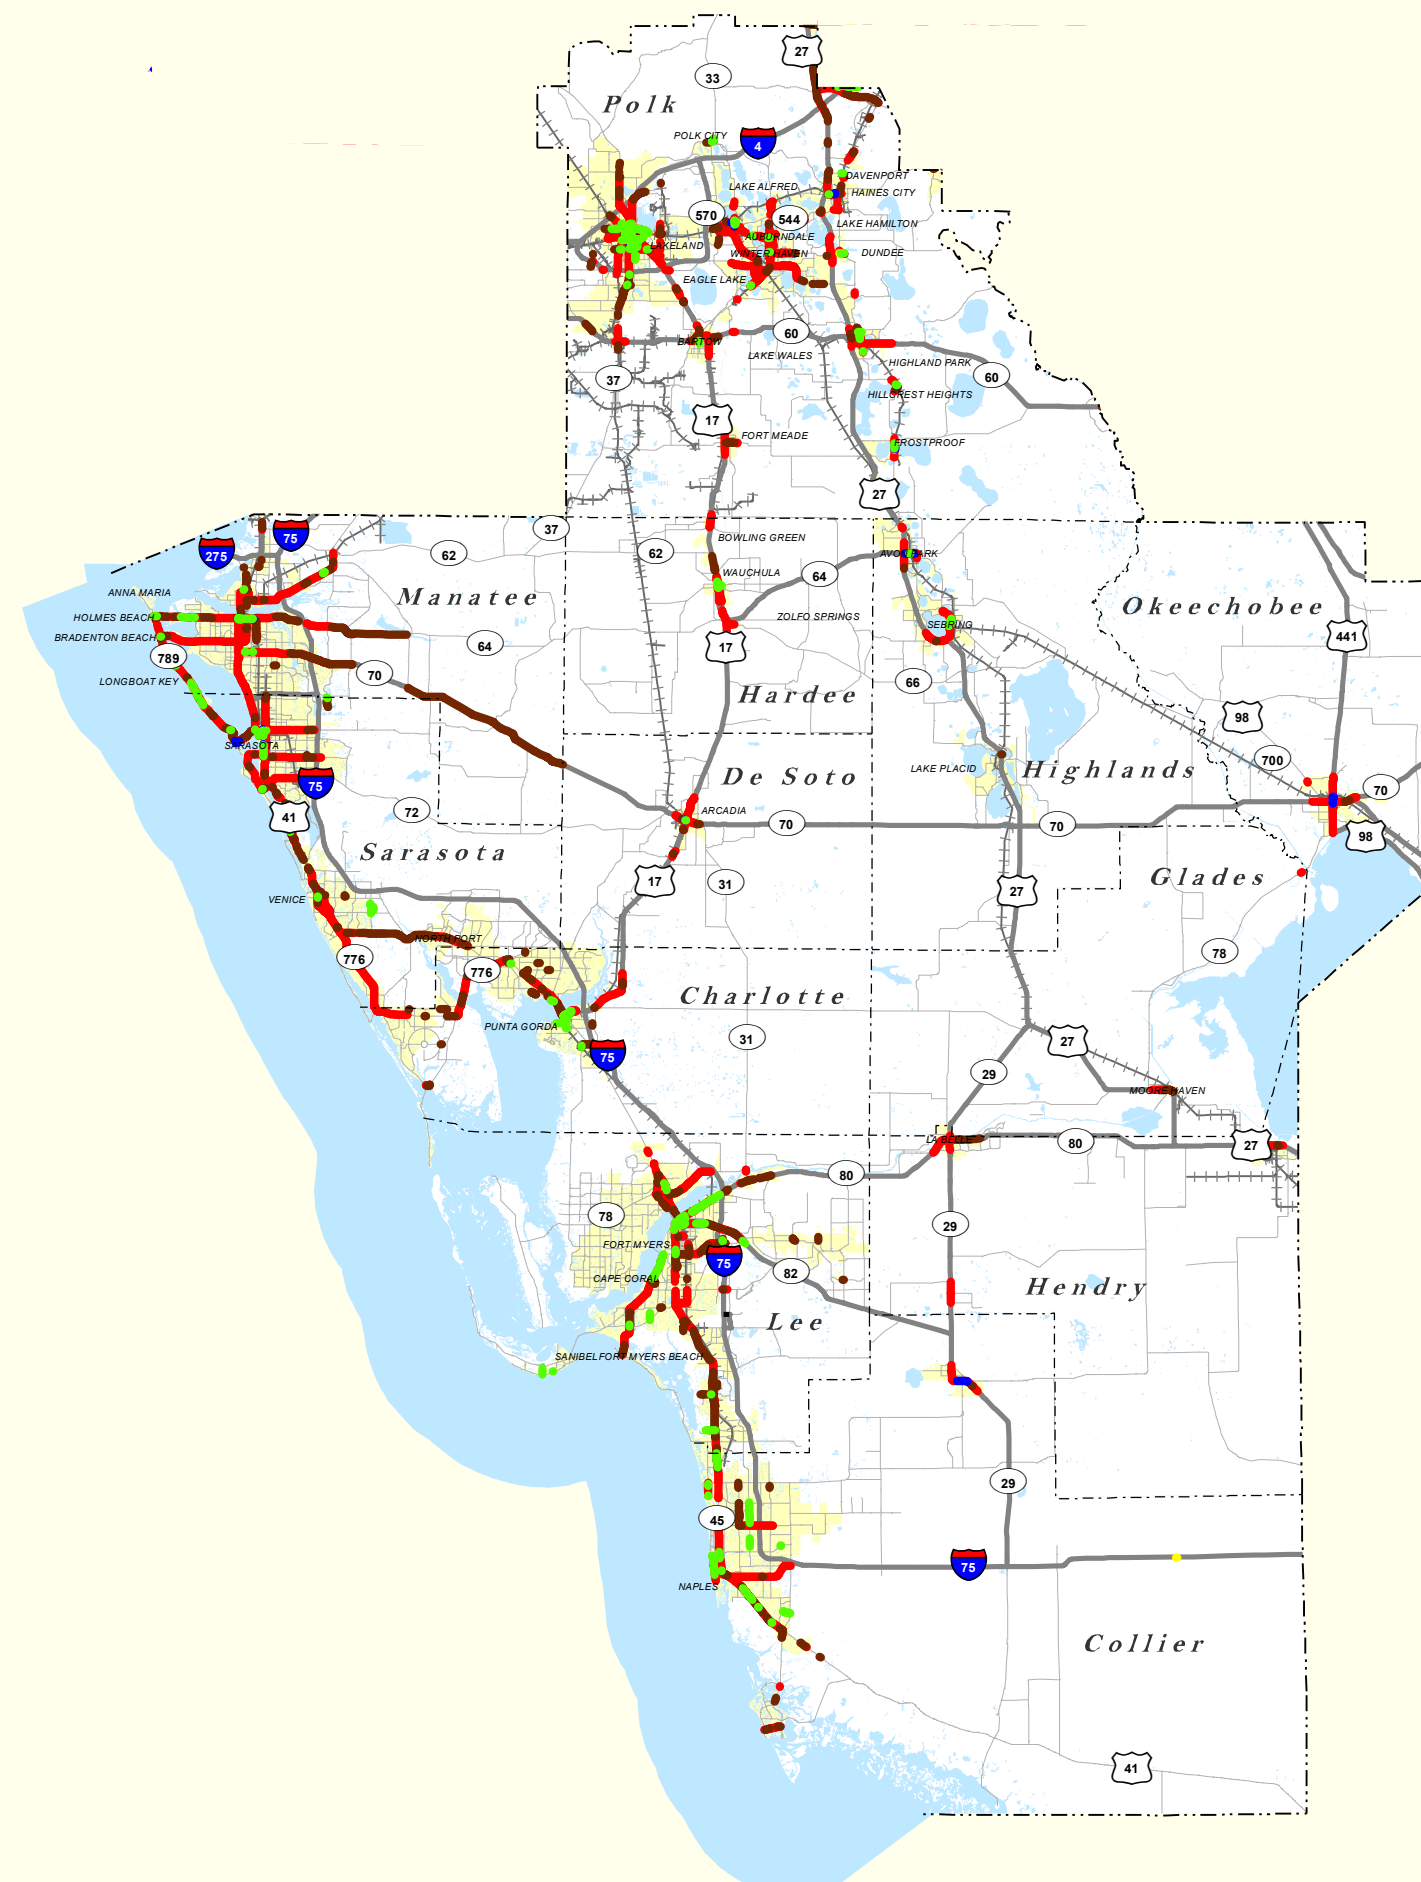 27
33
Polk
POLK CITY
4
DAVENPORT
LAKE ALFRED
HAINES CITY
570
544
LAKE HAMILTON
AUBURNDALE
LAKELAND
WINTER HAVEN
DUNDEE
EAGLE LAKE
60
BARTOW
LAKE WALES
HIGHLAND PARK
60
37
HILLCREST HEIGHTS
17
FORT MEADE
FROSTPROOF
27
75
37
275
62
62
BOWLING GREEN
AVON PARK
WAUCHULA
64
ANNA MARIA
Manatee
Okeechobee
HOLMES BEACH
ZOLFO SPRINGS
SEBRING
BRADENTON BEACH
64
17
441
789
70
LONGBOAT KEY
66
Hardee
98
SARASOTA
700
LAKE PLACID
Highlands
De Soto
75
70
72
ARCADIA
41
70
70
98
Sarasota
17
31
27
Glades
VENICE
NORTH PORT
776
776
78
Charlotte
PUNTA GORDA
31
27
75
29
MOORE HAVEN
LA BELLE
80
27
80
78
29
FORT MYERS
75
82
CAPE CORAL
Hendry
Lee
SANIBEL
FORT MYERS BEACH
29
45
75
NAPLES
Collier
41